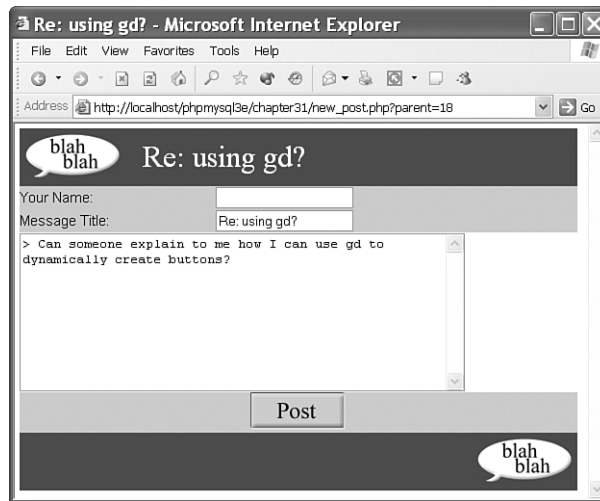 Re: using gd? - Microsoft Internet Explorer
File Edit View Favorites Tools Help
Address http://localhost/phpmysql3e/chapter31/new_post.php?parent=18 Go
blah
blah
Re: using gd?
Your Name:
Message Title: Re: using gd?
> Can someone explain to me how I can use gd to
dynamically create buttons?
Post
blah
blah